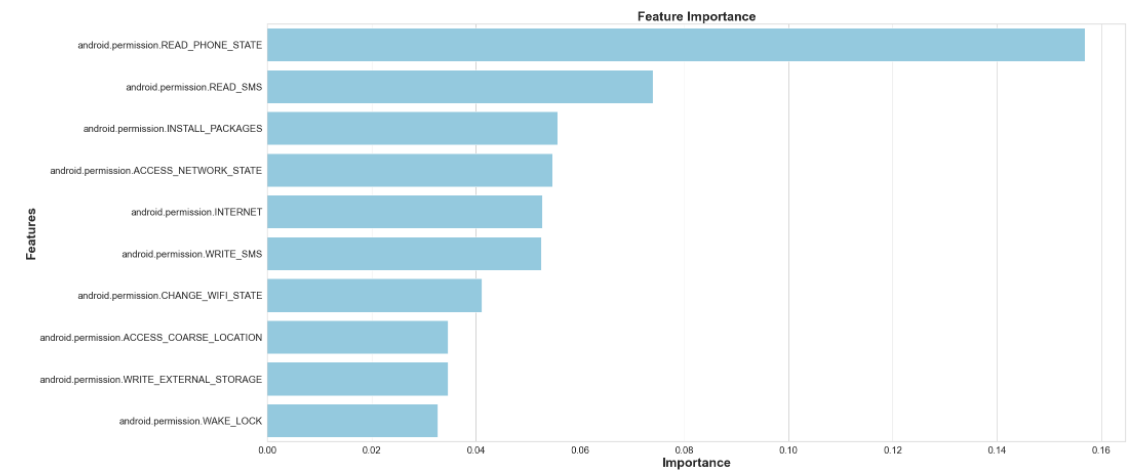 Feature Importance
android.permission.READ_PHONE_STATE
android.permission.READ_SMS
android.permission.INSTALL_PACKAGES
android.permission.ACCESS_NETWORK_STATE
android.permission.INTERNET
android.permission.WRITE_SMS
android.permission.CHANGE_WIFI_STATE
android.permission.ACCESS_COARSE_LOCATION
android.permission.WRITE_EXTERNAL_STORAGE
android.permission.WAKE_LOCK
Features
0.00 0.02 0.04 0.06 0.08 0.10 0.12 0.14 0.16
Importance